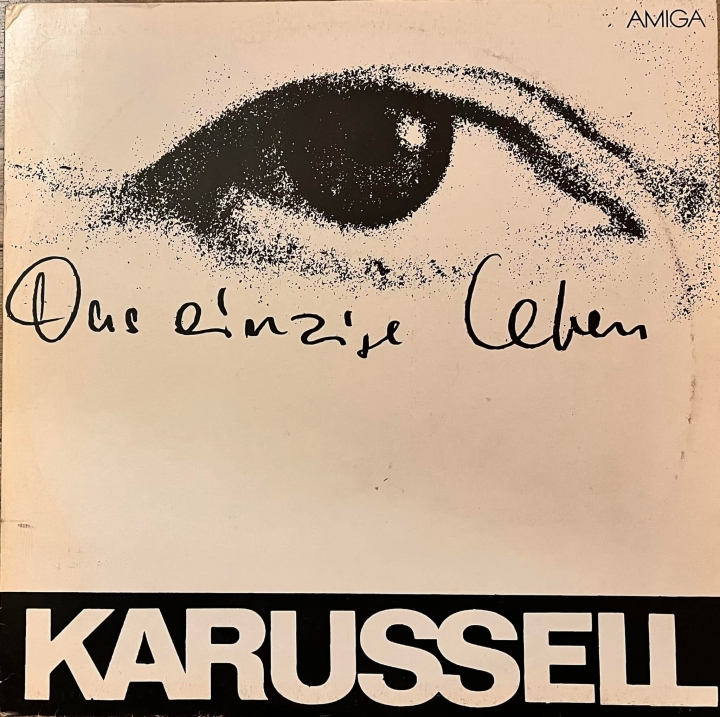 AMIGA
Das einzige Leben
KARUSSELL